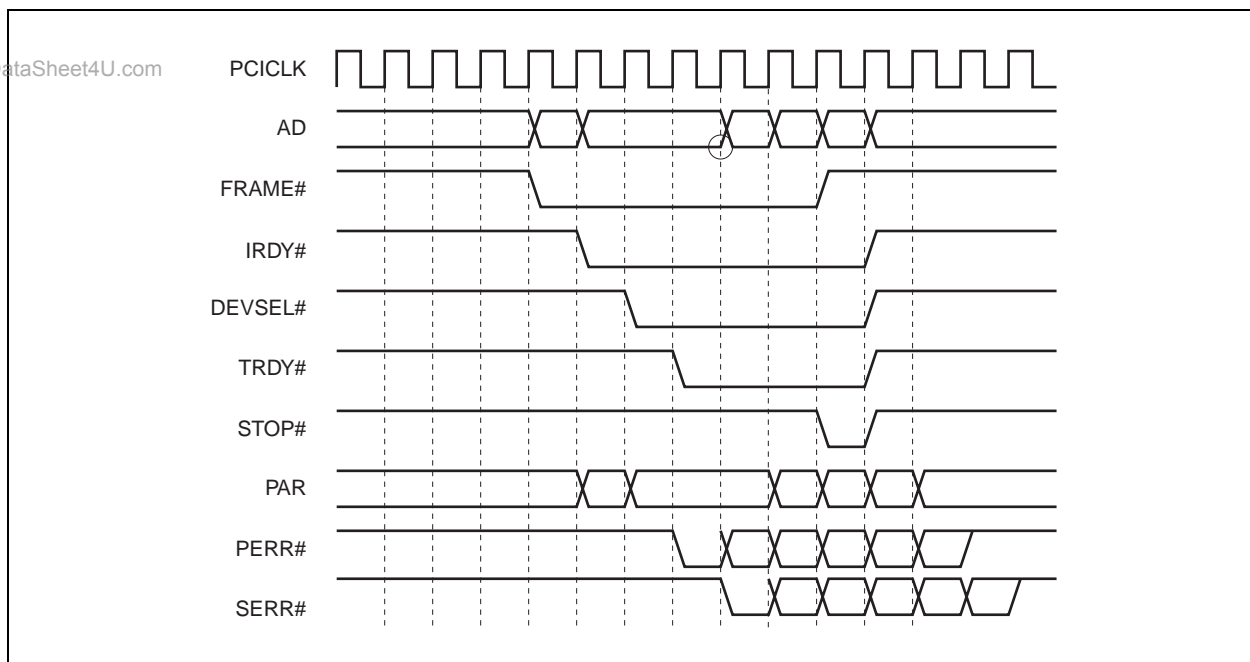 ataSheet4U.com
PCICLK
AD
FRAME#
IRDY#
DEVSEL#
TRDY#
STOP#
PAR
PERR#
SERR#